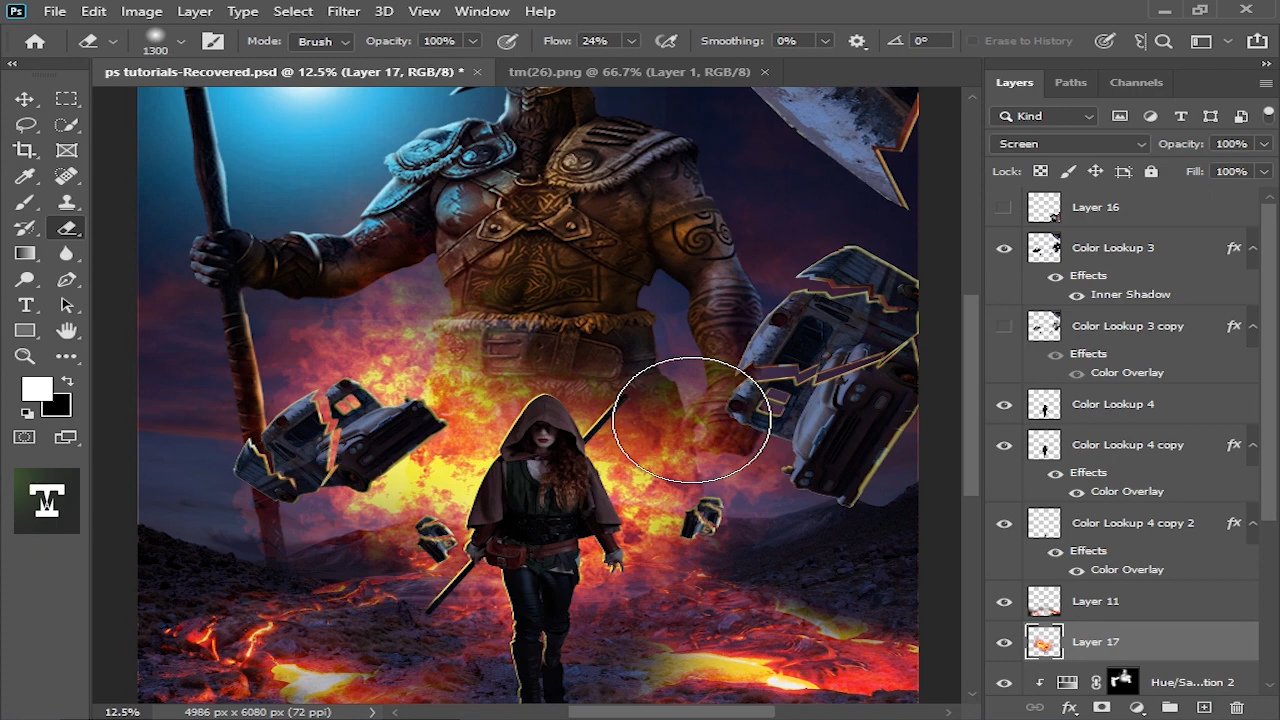 Ps File Edit Image Layer Type Select Filter 3D View Window Help
1300 Mode: Brush Opacity: 100% Flow: 24% Smoothing: 0% 0° Erase to History
ps tutorials-Recovered.psd @ 12.5% (Layer 17, RGB/8) * × tm(26).png @ 66.7% (Layer 1, RGB/8) ×
Layers Paths Channels
Kind
Screen Opacity: 100%
Lock: Fill: 100%
Layer 16
Color Lookup 3 fx
Effects
Inner Shadow
Color Lookup 3 copy fx
Effects
Color Overlay
Color Lookup 4
Color Lookup 4 copy fx
Effects
Color Overlay
Color Lookup 4 copy 2 fx
Effects
Color Overlay
Layer 11
Layer 17
Hue/Sa...tion 2
TM
12.5% 4986 px x 6080 px (72 ppi)
fx